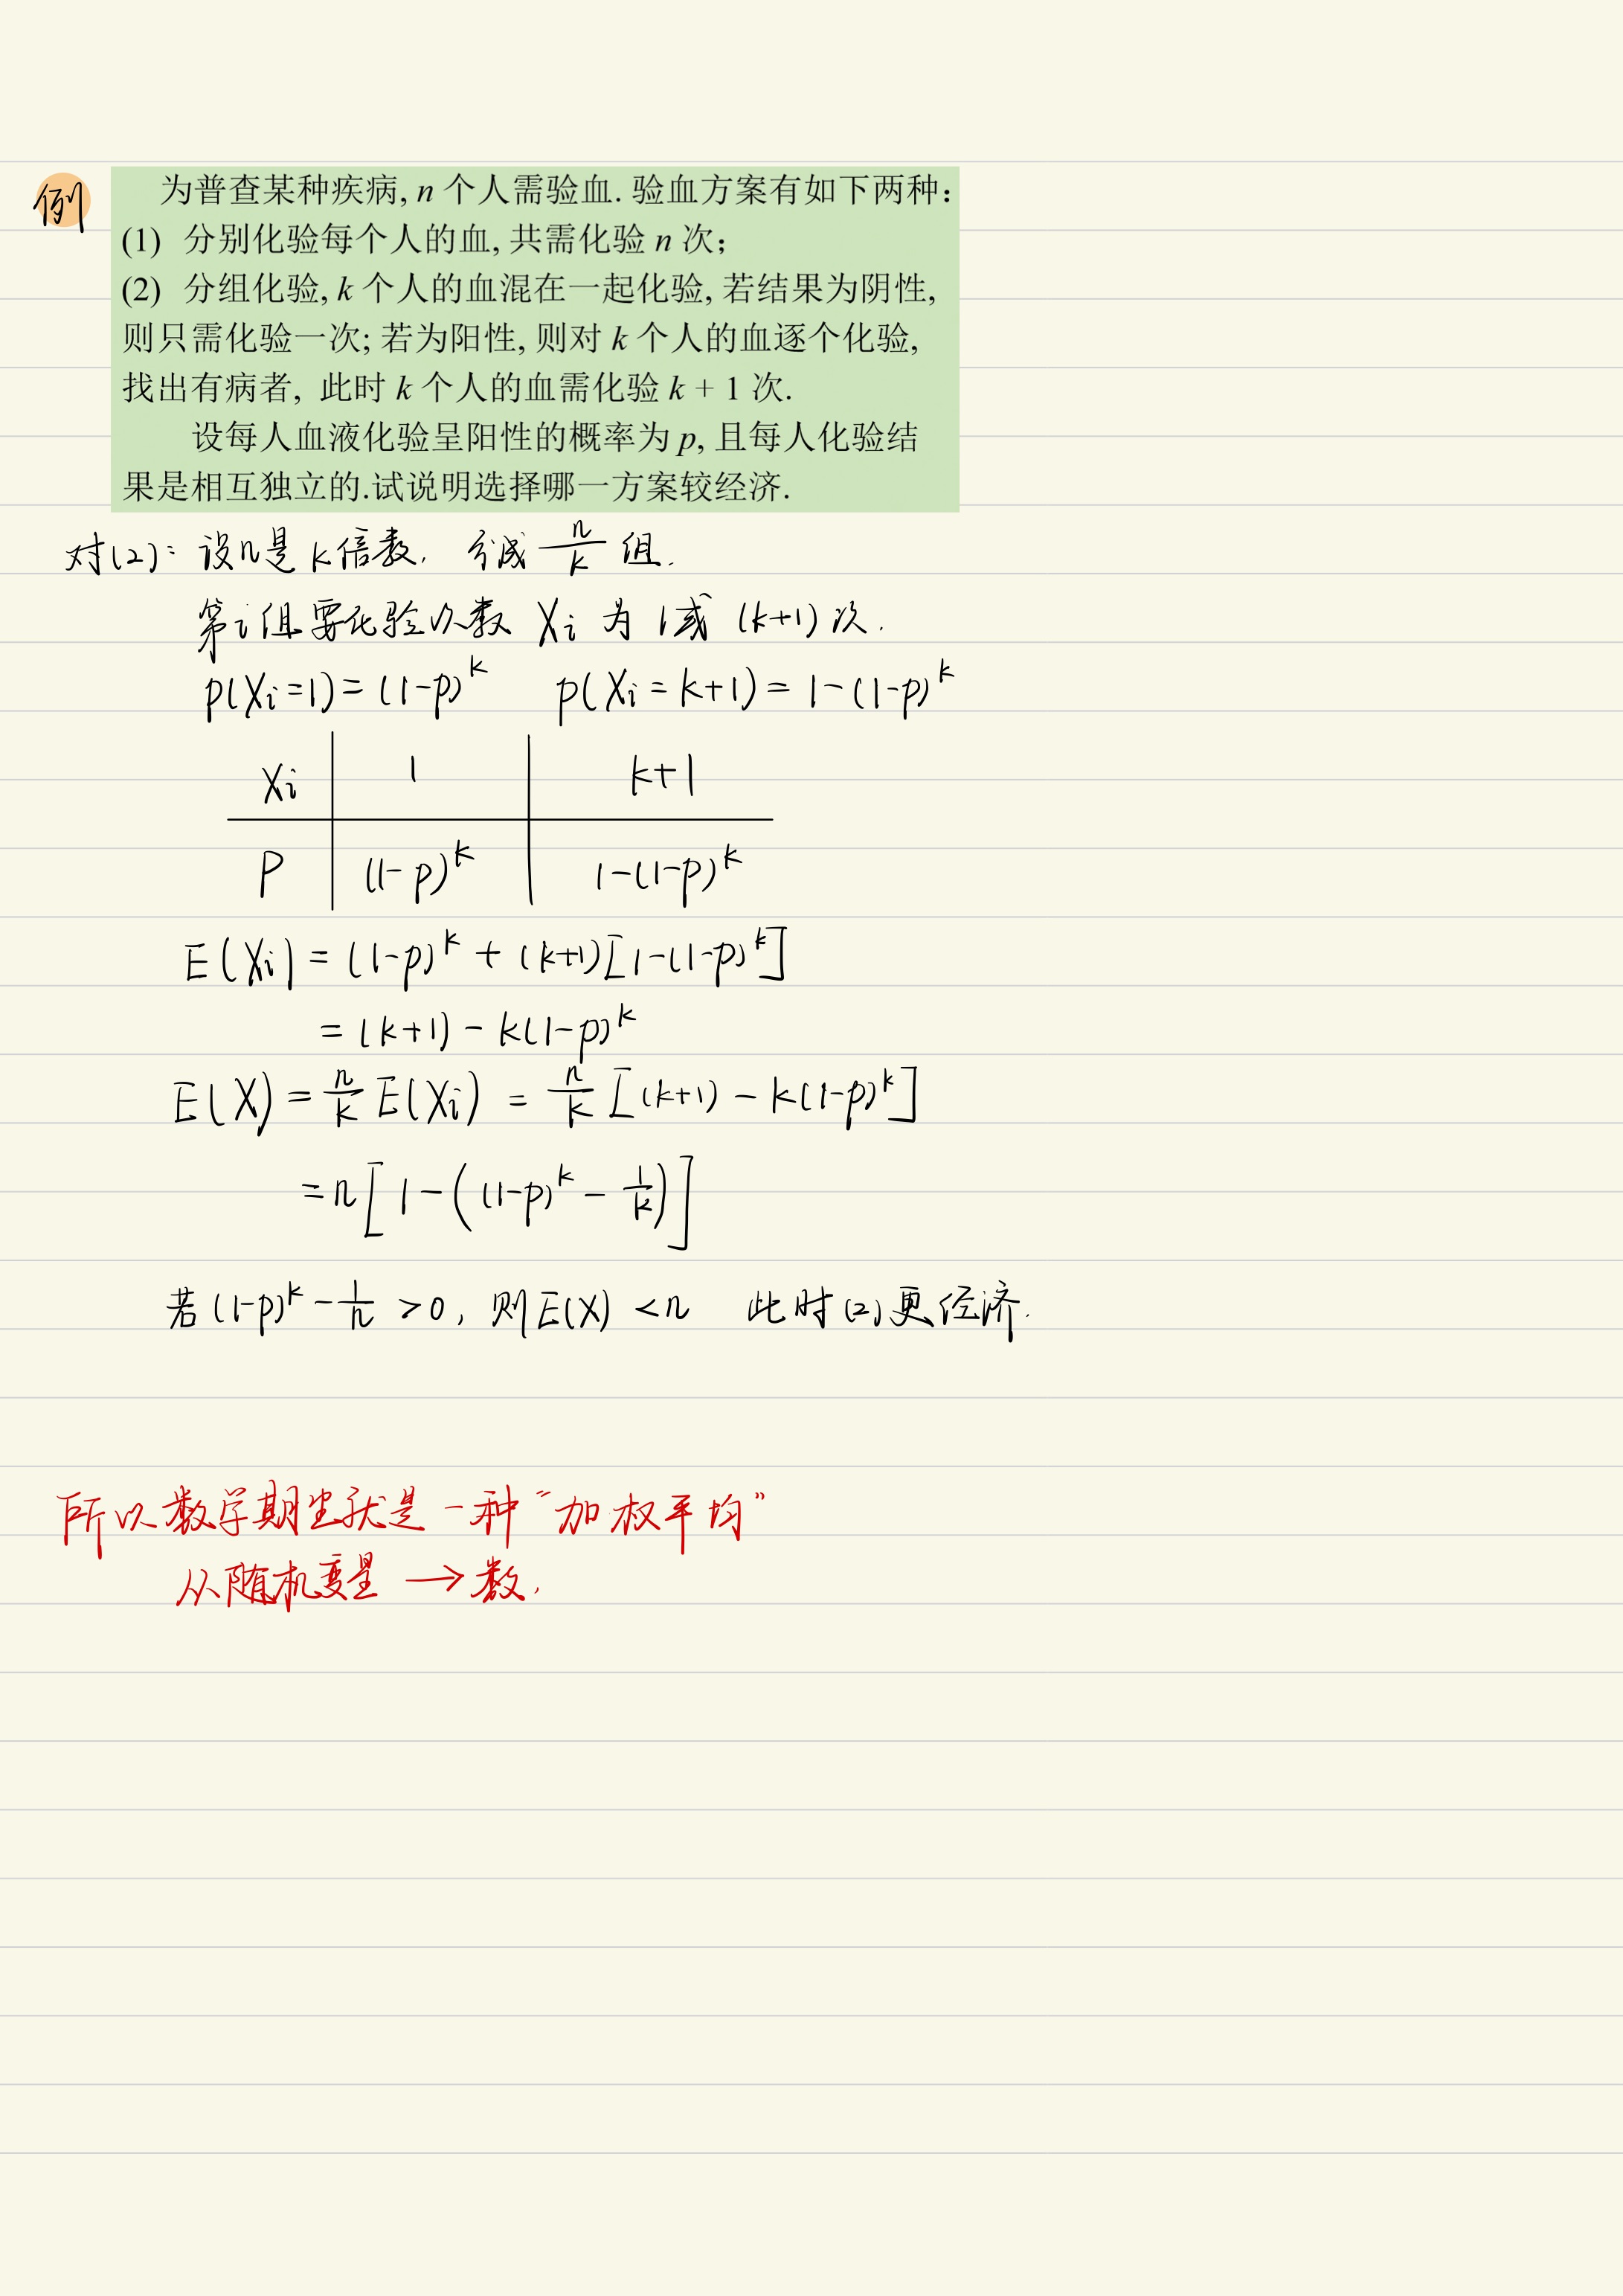 例
为普查某种疾病, n 个人需验血. 验血方案有如下两种:
(1) 分别化验每个人的血, 共需化验 n 次;
(2) 分组化验, k 个人的血混在一起化验, 若结果为阴性,
则只需化验一次; 若为阳性, 则对 k 个人的血逐个化验,
找出有病者, 此时 k 个人的血需化验 k + 1 次.
设每人血液化验呈阳性的概率为 p, 且每人化验结
果是相互独立的.试说明选择哪一方案较经济.
对(2): 设n是k倍数. 分成 n/k 组.
第i组要化验次数 Xi 为 1或 (k+1) 次.
p(Xi=1)=(1-p)^k p(Xi=k+1)=1-(1-p)^k
Xi 1 k+1
P (1-p)^k 1-(1-p)^k
E(Xi)=(1-p)^k+(k+1)[1-(1-p)^k]
=(k+1)-k(1-p)^k
E(X)=n/k E(Xi)=n/k[(k+1)-k(1-p)^k]
=n[1-((1-p)^k-1/k)]
若(1-p)^k-1/n>0, 则E(X)<n 此时(2)更经济.
所以数学期望就是一种“加权平均”
从随机变量→数.